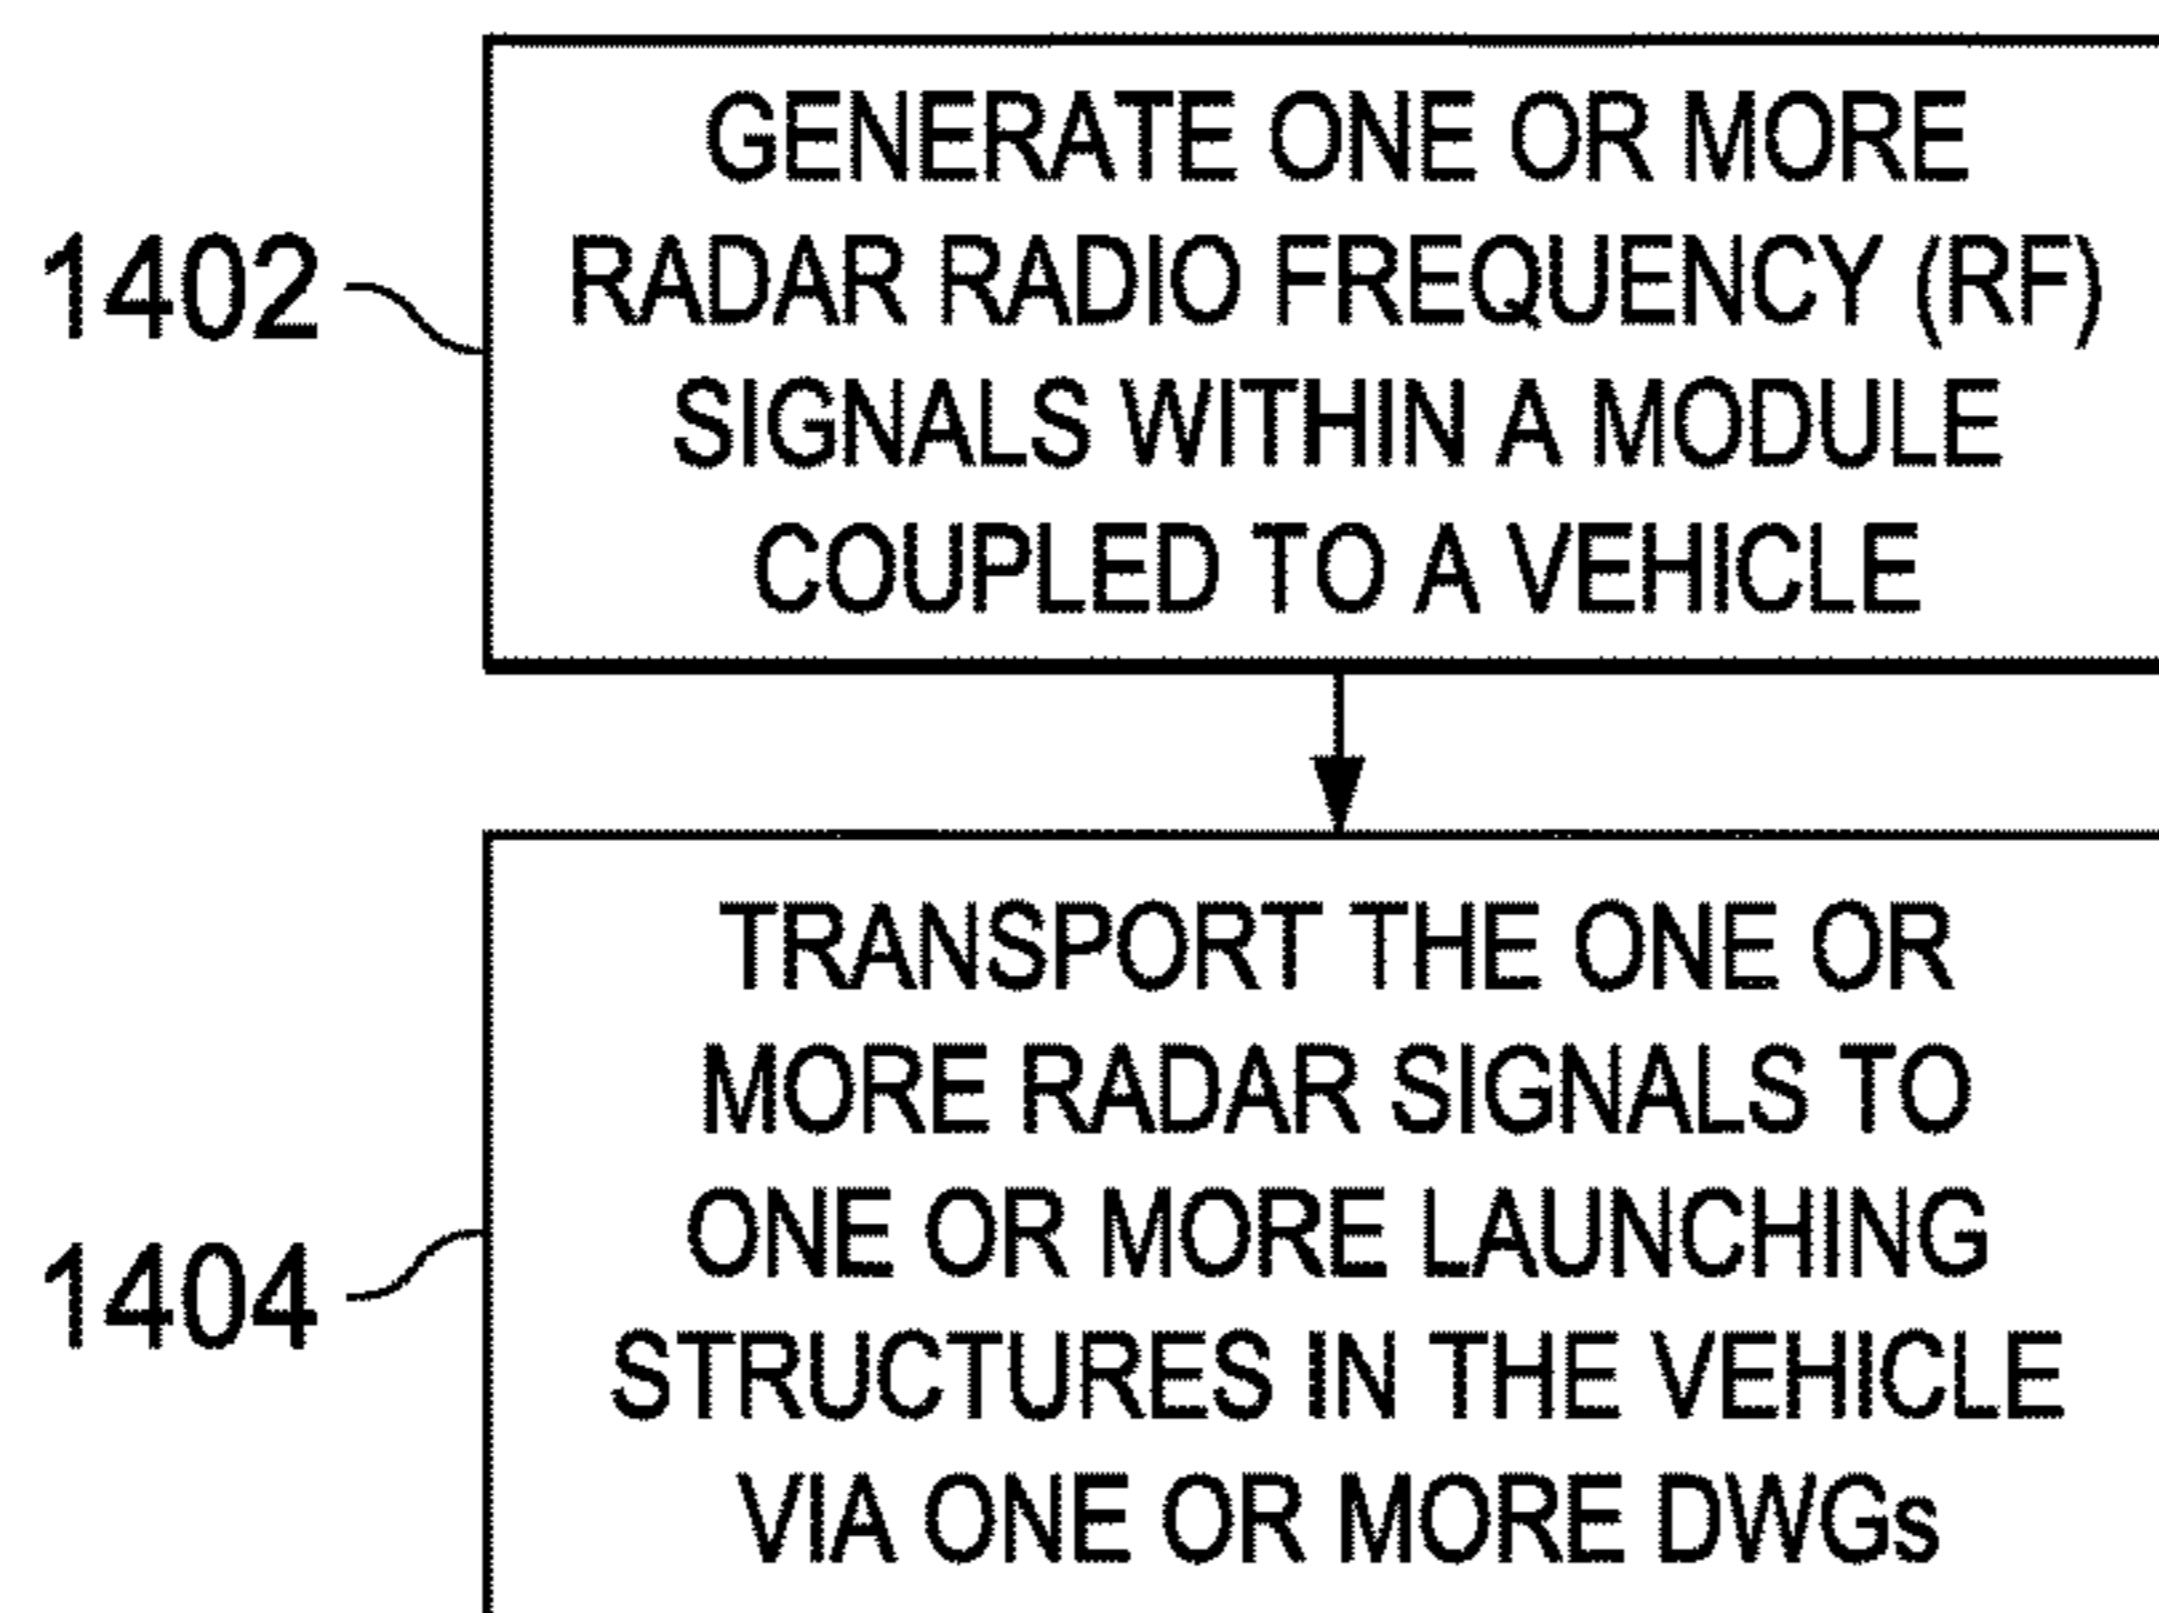 GENERATE ONE OR MORE
RADAR RADIO FREQUENCY (RF)
SIGNALS WITHIN A MODULE
COUPLED TO A VEHICLE
1402
TRANSPORT THE ONE OR
MORE RADAR SIGNALS TO
ONE OR MORE LAUNCHING
STRUCTURES IN THE VEHICLE
VIA ONE OR MORE DWGs
1404